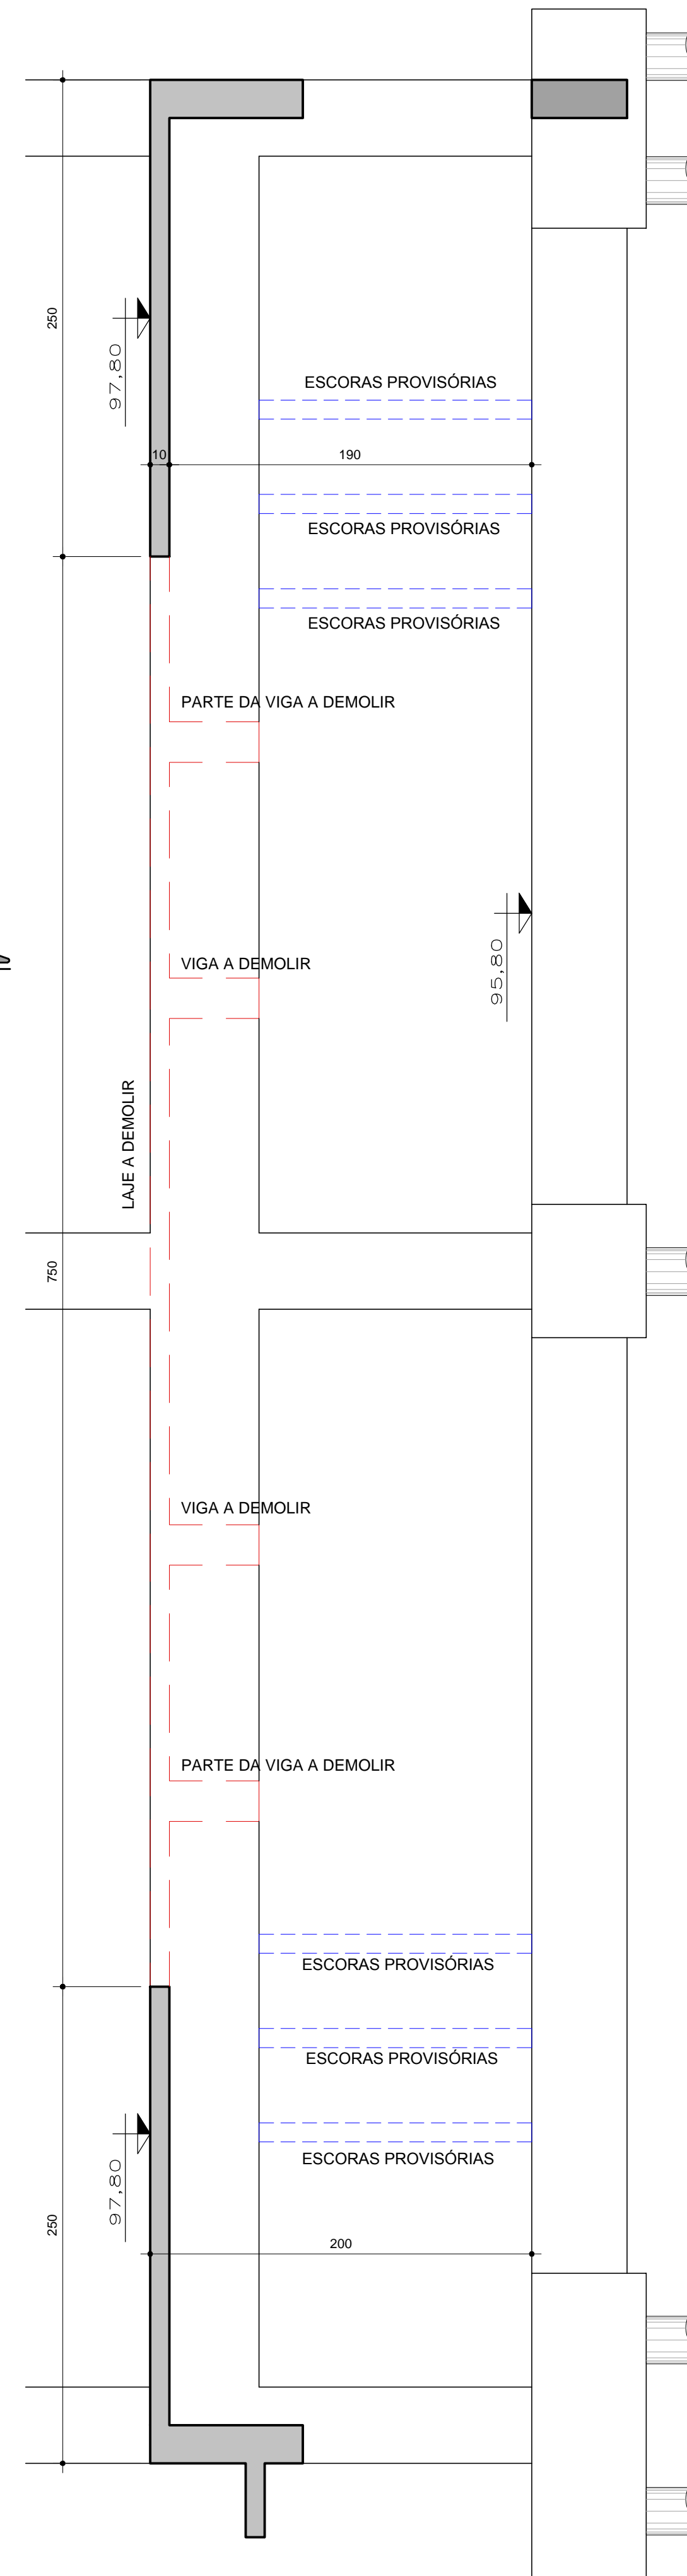 250
97,80
ESCORAS PROVISÓRIAS
10
190
ESCORAS PROVISÓRIAS
ESCORAS PROVISÓRIAS
PARTE DA VIGA A DEMOLIR
VIGA A DEMOLIR
95,80
LAJE A DEMOLIR
750
VIGA A DEMOLIR
PARTE DA VIGA A DEMOLIR
ESCORAS PROVISÓRIAS
ESCORAS PROVISÓRIAS
ESCORAS PROVISÓRIAS
97,80
250
200